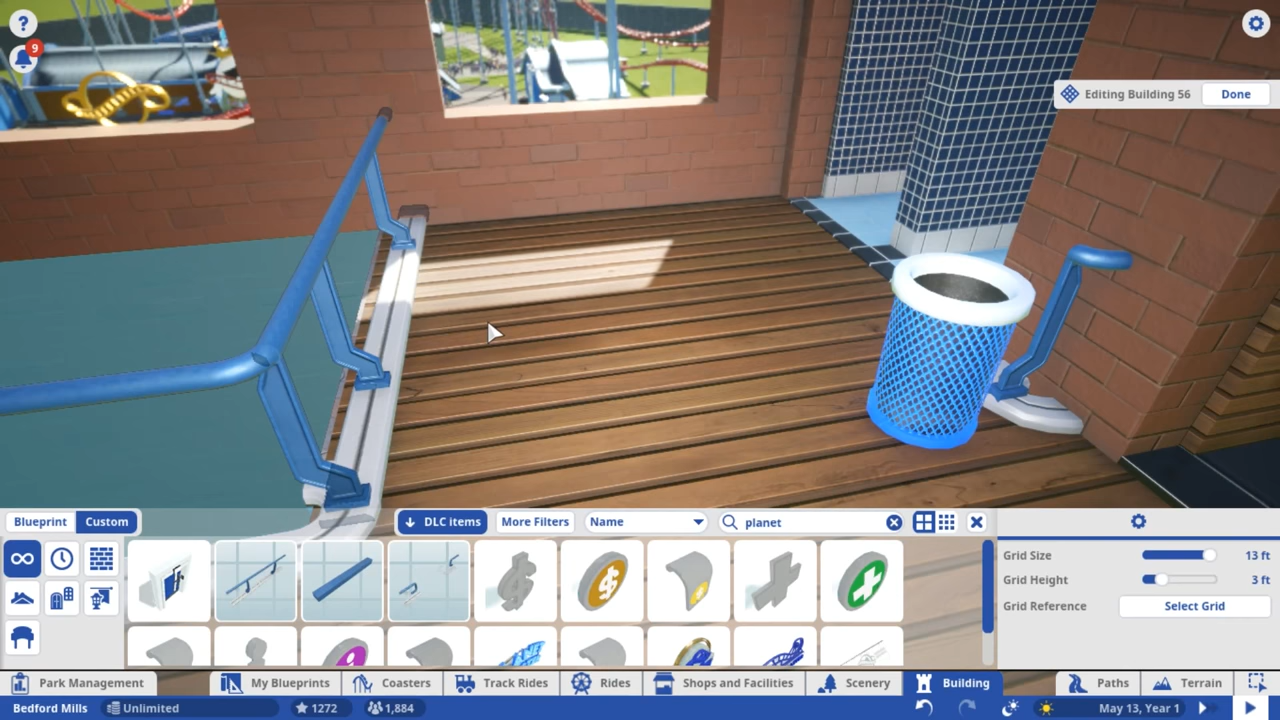 ?
9
Editing Building 56 Done
Blueprint Custom DLC items More Filters Name planet
Grid Size 13 ft
Grid Height 3 ft
Grid Reference Select Grid
Park Management My Blueprints Coasters Track Rides Rides Shops and Facilities Scenery Building Paths Terrain
Bedford Mills Unlimited 1272 1,884 May 13, Year 1